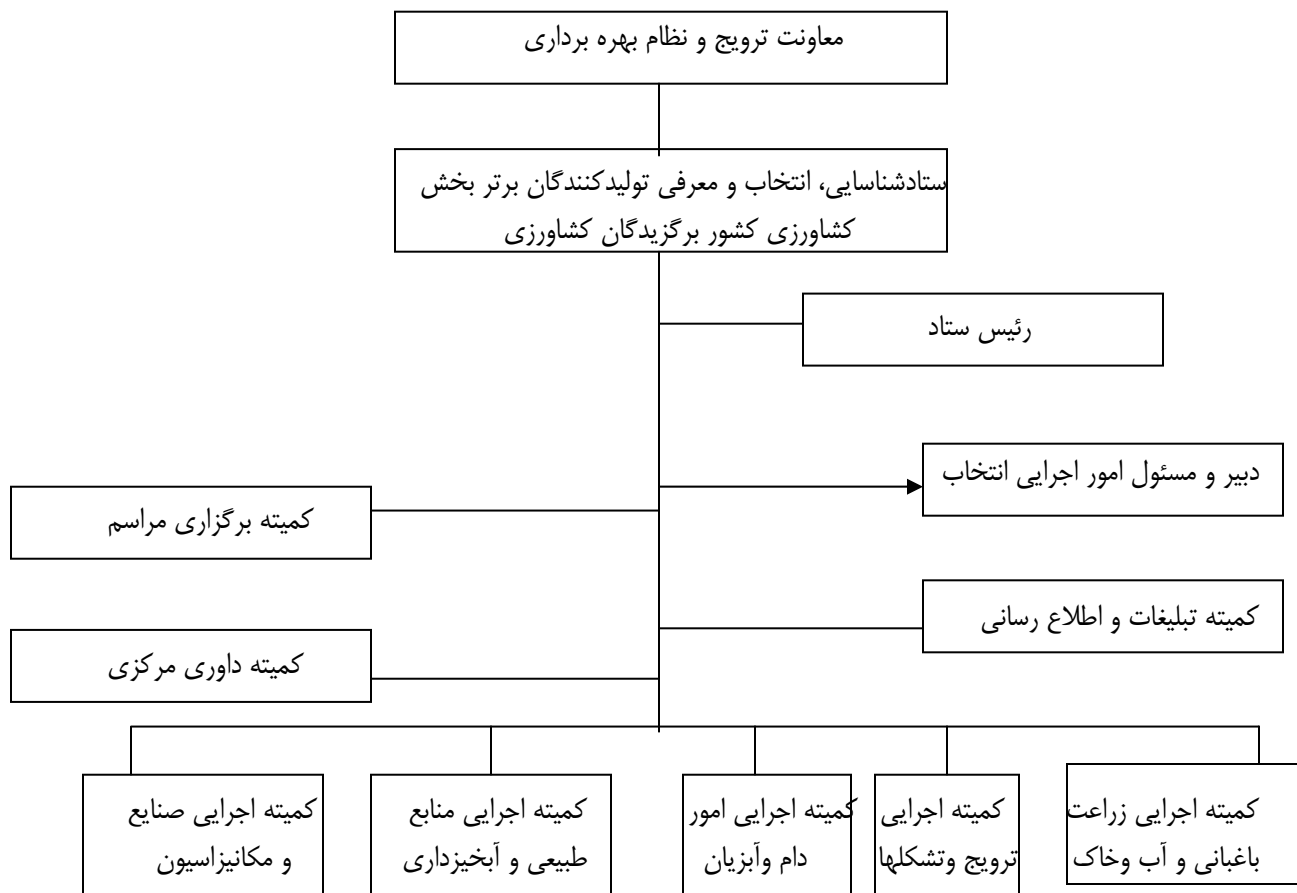 معاونت ترویج و نظام بهره برداری
ستادشناسایی، انتخاب و معرفی تولیدکنندگان برتر بخش
کشاورزی کشور برگزیدگان کشاورزی
رئیس ستاد
دبیر و مسئول امور اجرایی انتخاب
کمیته برگزاری مراسم
کمیته تبلیغات و اطلاع رسانی
کمیته داوری مرکزی
کمیته اجرایی زراعت
باغبانی و آب وخاک
کمیته اجرایی
ترویج وتشکلها
کمیته اجرایی امور
دام وآبزیان
کمیته اجرایی منابع
طبیعی و آبخیزداری
کمیته اجرایی صنایع
و مکانیزاسیون